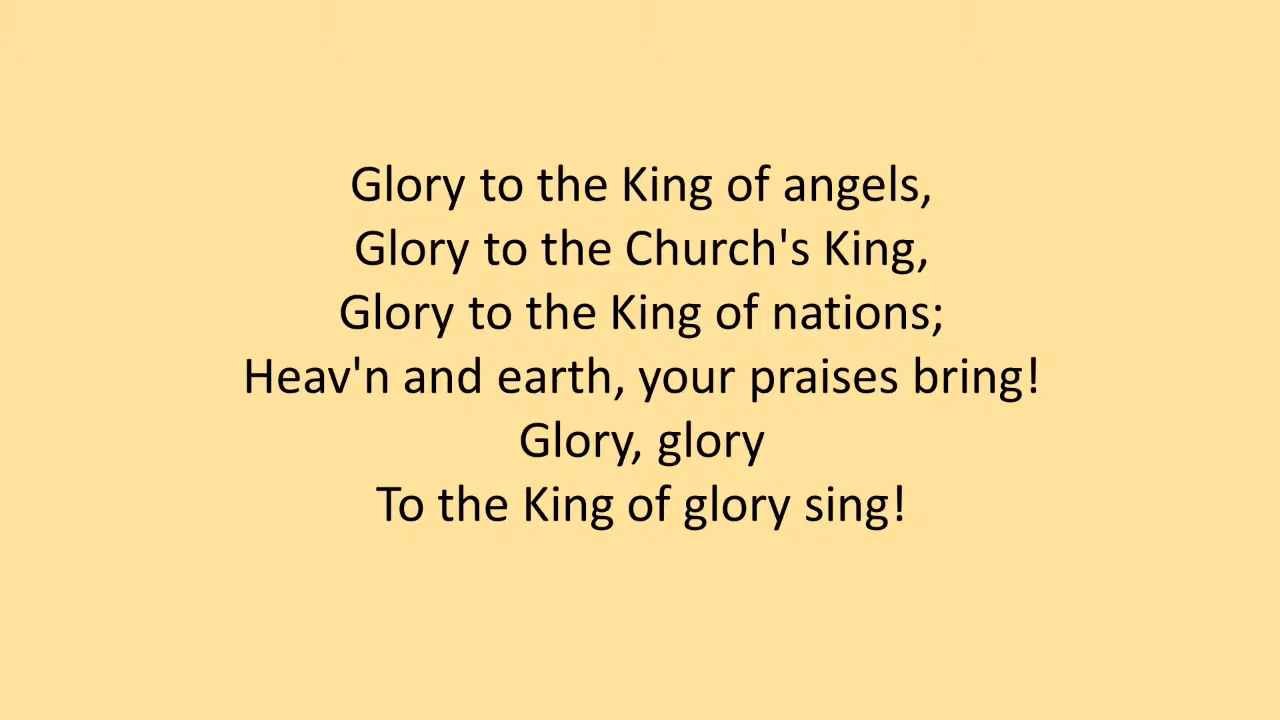 Glory to the King of angels,
Glory to the Church's King,
Glory to the King of nations;
Heav'n and earth, your praises bring!
Glory, glory
To the King of glory sing!